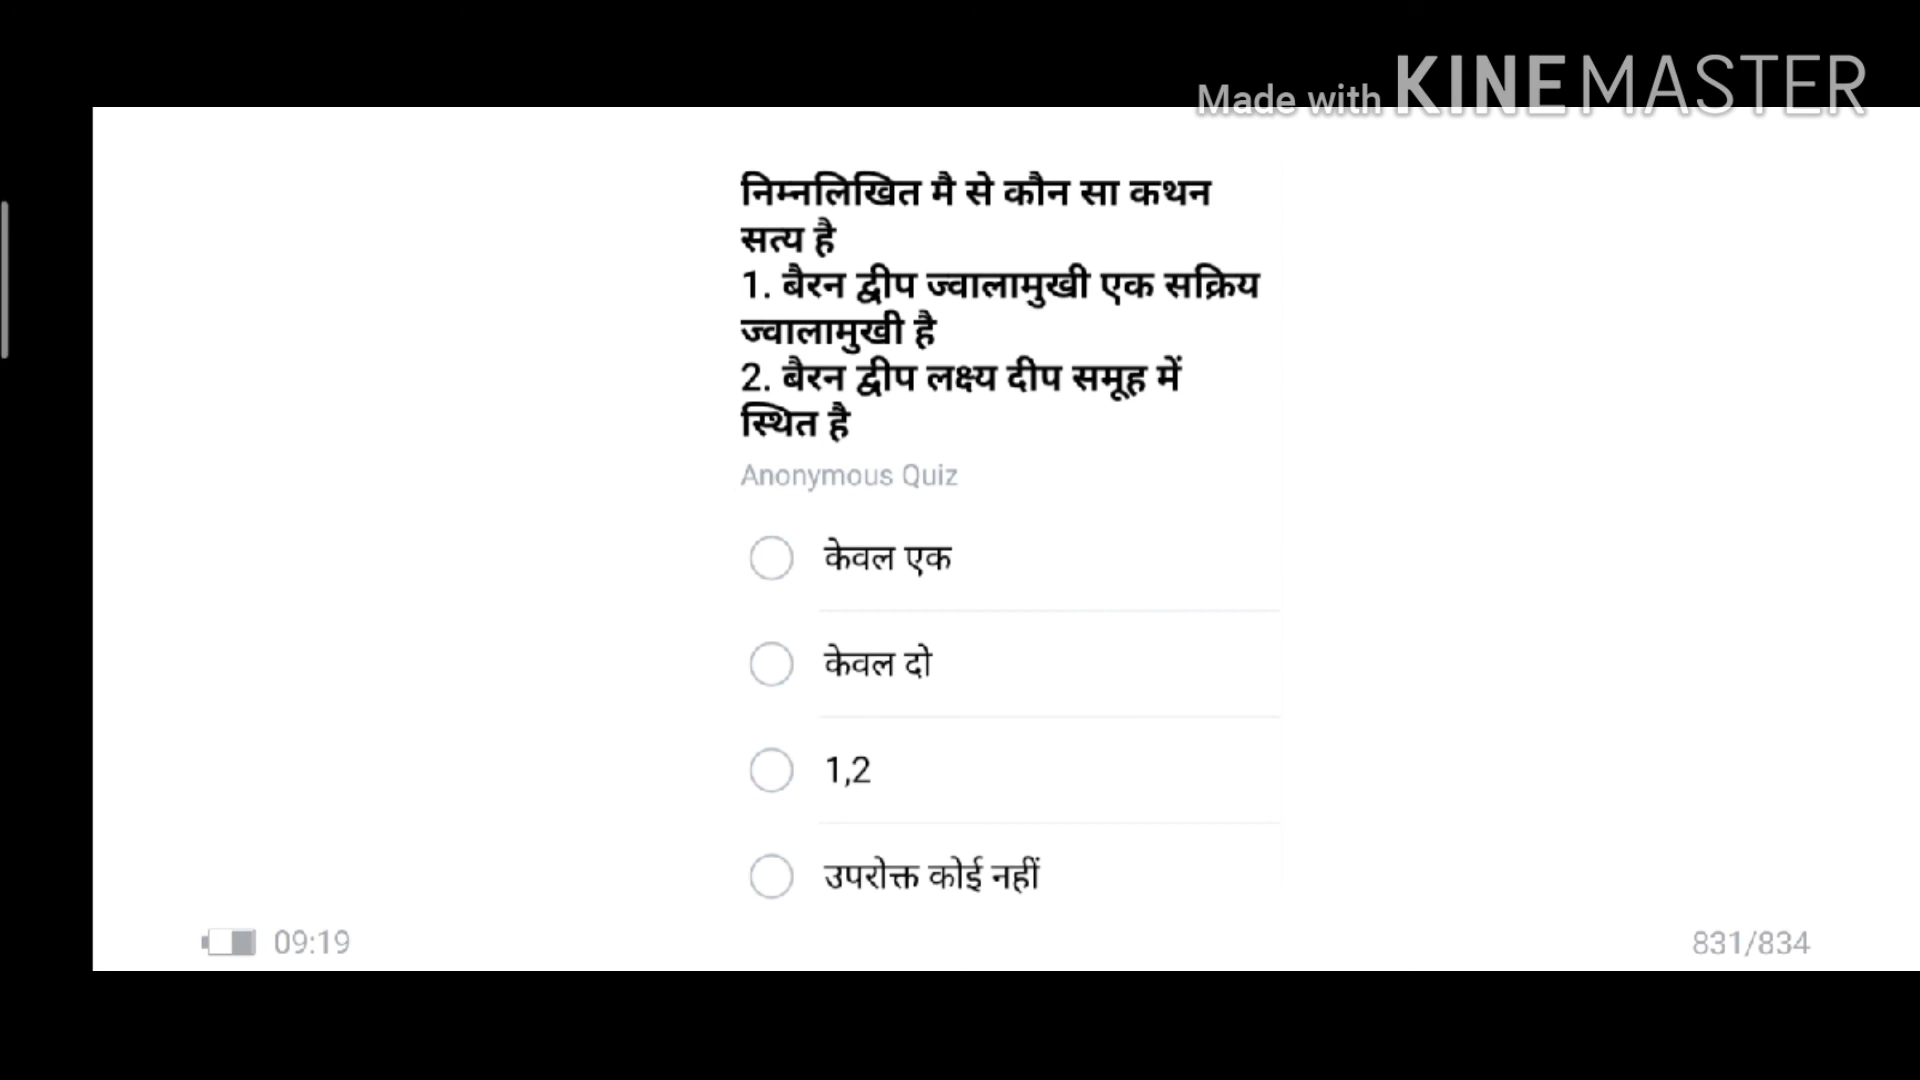 Made with KINEMASTER
निम्नलिखित मै से कौन सा कथन
सत्य है
1. बैरन द्वीप ज्वालामुखी एक सक्रिय
ज्वालामुखी है
2. बैरन द्वीप लक्ष्य दीप समूह में
स्थित है
Anonymous Quiz
केवल एक
केवल दो
1,2
उपरोक्त कोई नहीं
09:19
831/834